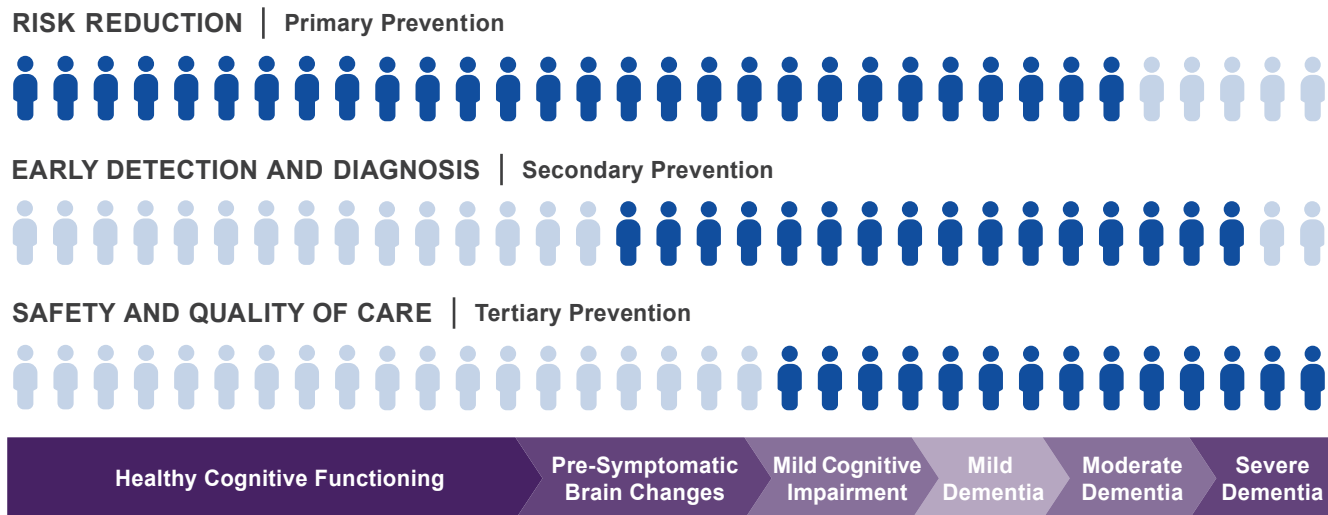 RISK REDUCTION | Primary Prevention
EARLY DETECTION AND DIAGNOSIS | Secondary Prevention
SAFETY AND QUALITY OF CARE | Tertiary Prevention
Healthy Cognitive Functioning
Pre-Symptomatic
Brain Changes
Mild Cognitive
Impairment
Mild
Dementia
Moderate
Dementia
Severe
Dementia